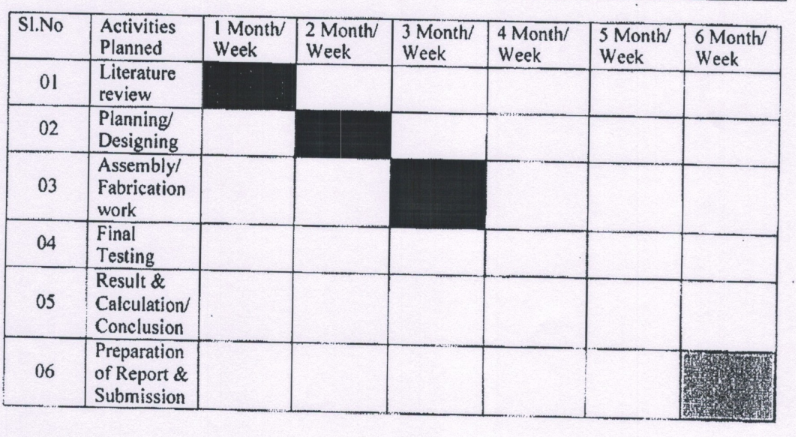 Sl.No Activities Planned 1 Month/ Week 2 Month/ Week 3 Month/ Week 4 Month/ Week 5 Month/ Week 6 Month/ Week
01 Literature review
02 Planning/ Designing
03 Assembly/ Fabrication work
04 Final Testing
05 Result & Calculation/ Conclusion
06 Preparation of Report & Submission